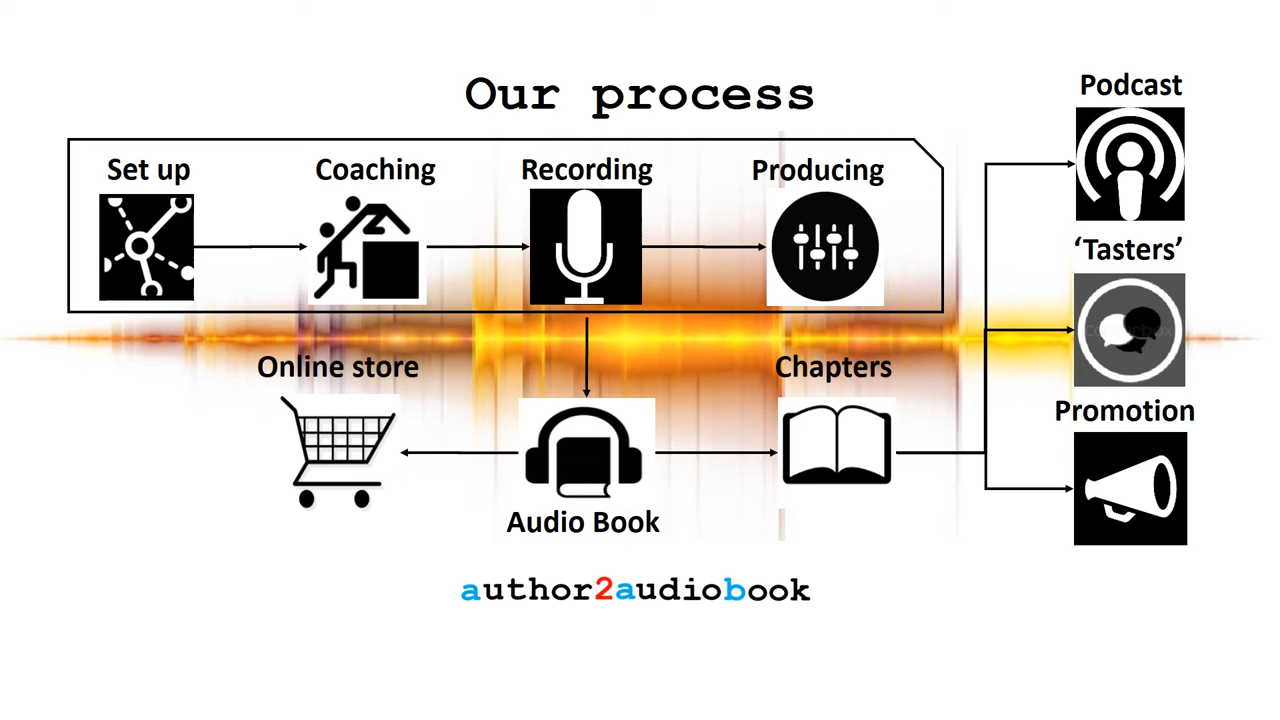 Our process
Podcast
Set up
Coaching
Recording
Producing
‘Tasters’
Online store
Chapters
Promotion
Audio Book
author2audiobook